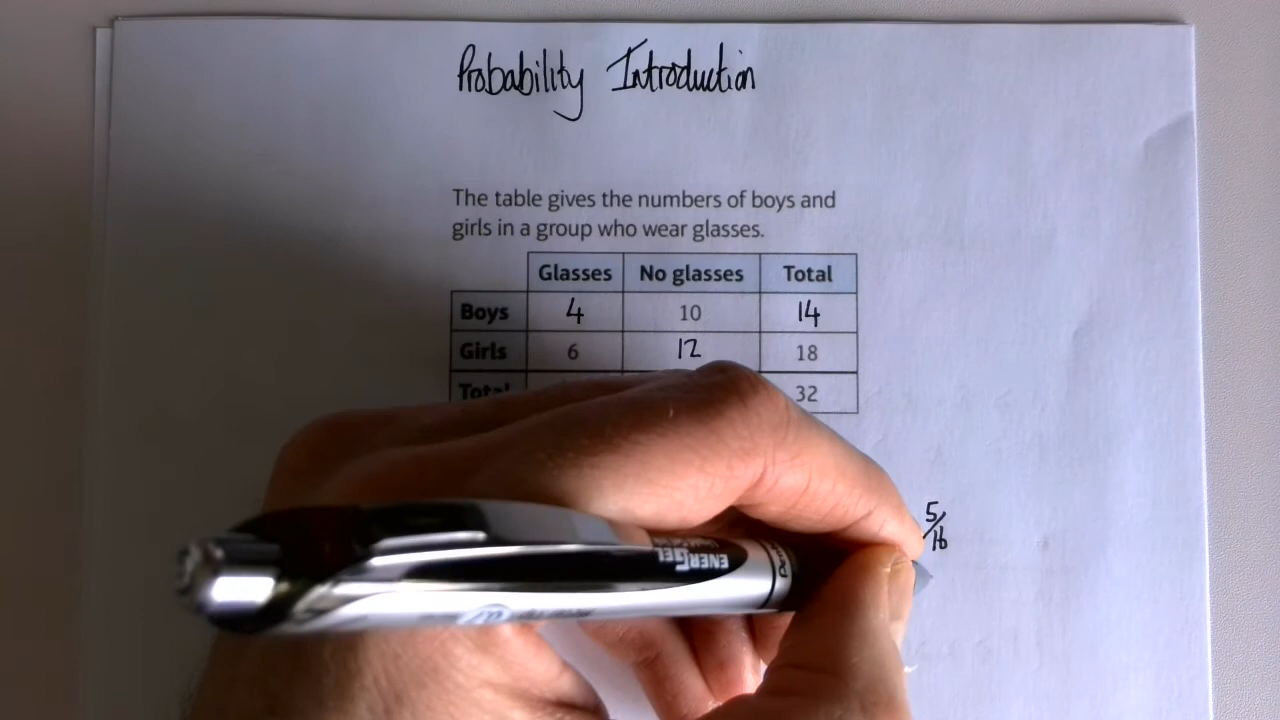 Probability Introduction
The table gives the numbers of boys and
girls in a group who wear glasses.
Glasses No glasses Total
Boys 4 10 14
Girls 6 12 18
Total 32
5/16
ENERGEL